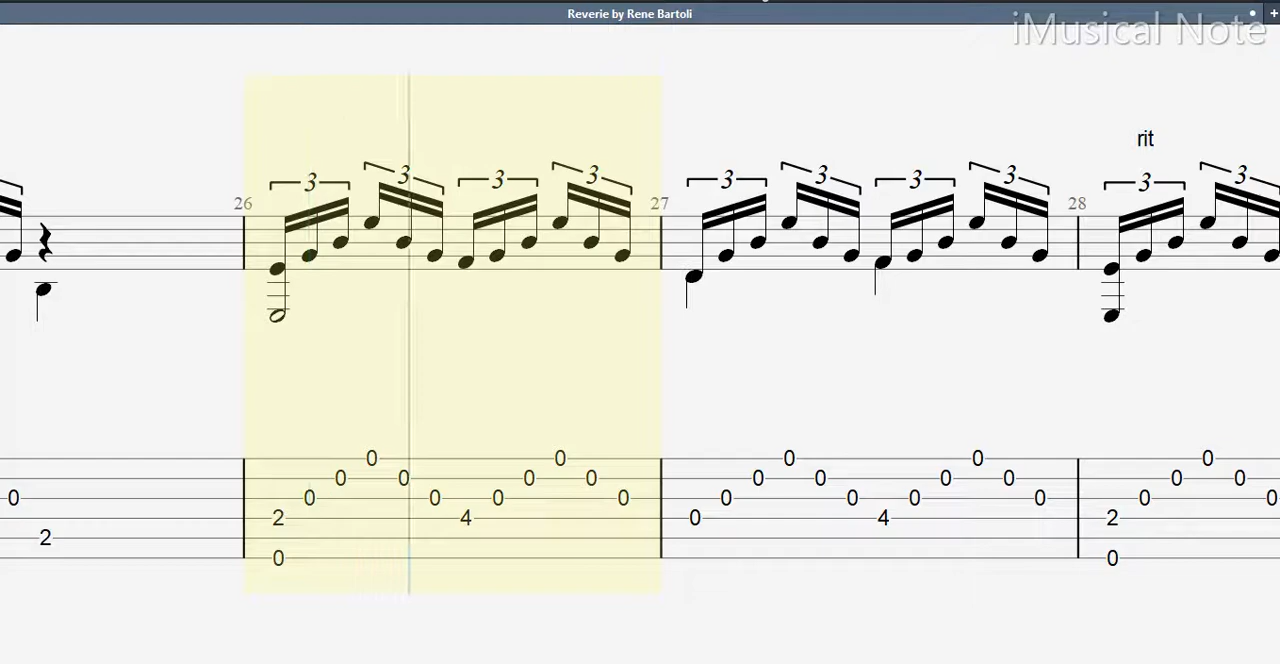 Reverie by Rene Bartoli
iMusical Note
rit
3 3 3 3 3 3 3 3 3 3
26 27 28
0 0 0 0 0
0 0 0 0 0 0 0 0 0
0 0 0 0 0 0 0 0 0 0 0
2 4 0 4 2
2
0 0